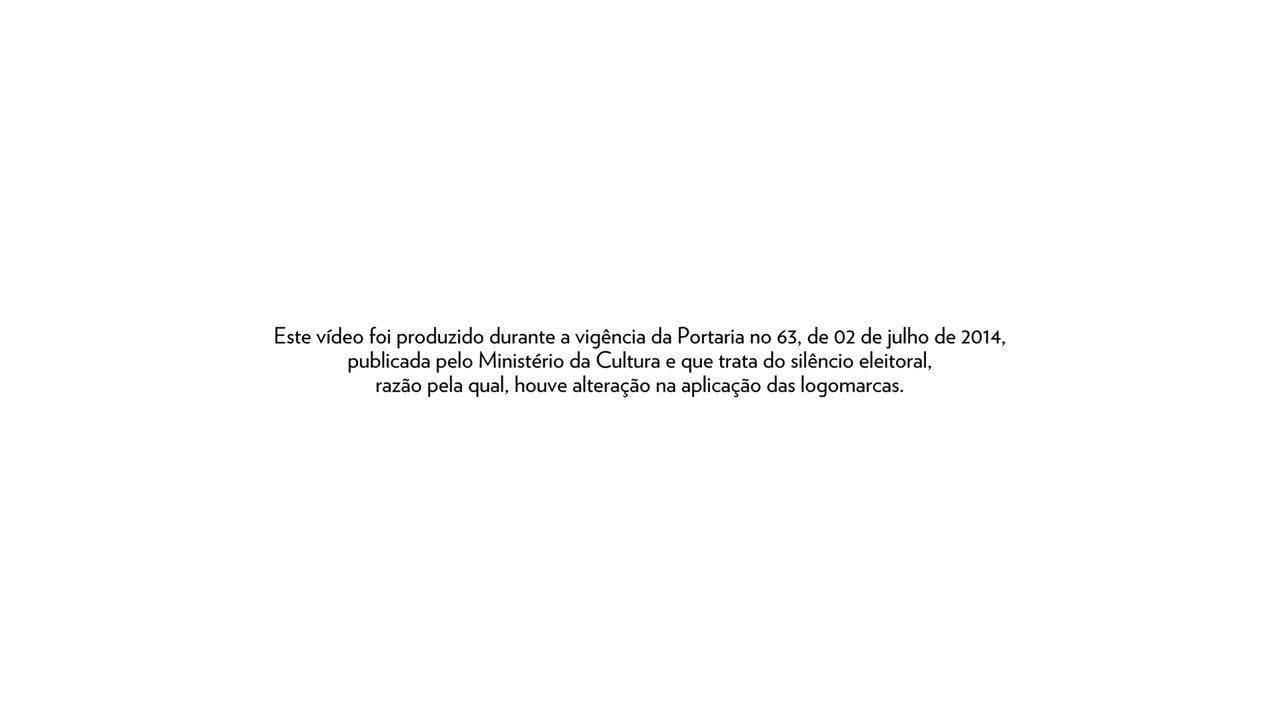 Este vídeo foi produzido durante a vigência da Portaria no 63, de 02 de julho de 2014,
publicada pelo Ministério da Cultura e que trata do silêncio eleitoral,
razão pela qual, houve alteração na aplicação das logomarcas.